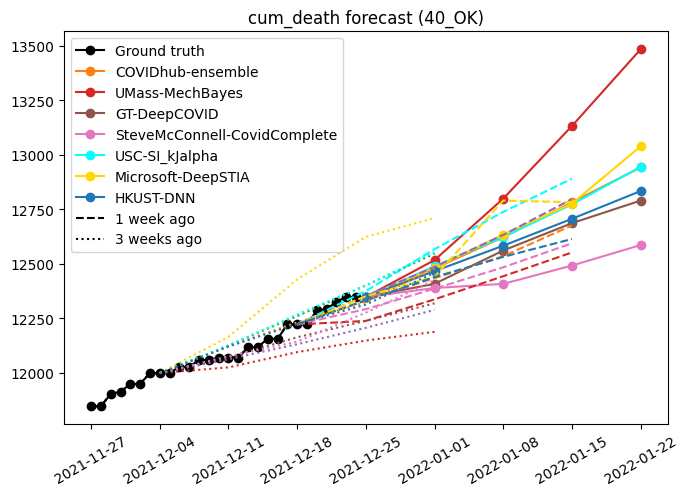 cum_death forecast (40_OK)
13500
13250
13000
12750
12500
12250
12000
Ground truth
COVIDhub-ensemble
UMass-MechBayes
GT-DeepCOVID
SteveMcConnell-CovidComplete
USC-SI_kJalpha
Microsoft-DeepSTIA
HKUST-DNN
1 week ago
3 weeks ago
2021-11-27
2021-12-04
2021-12-11
2021-12-18
2021-12-25
2022-01-01
2022-01-08
2022-01-15
2022-01-22